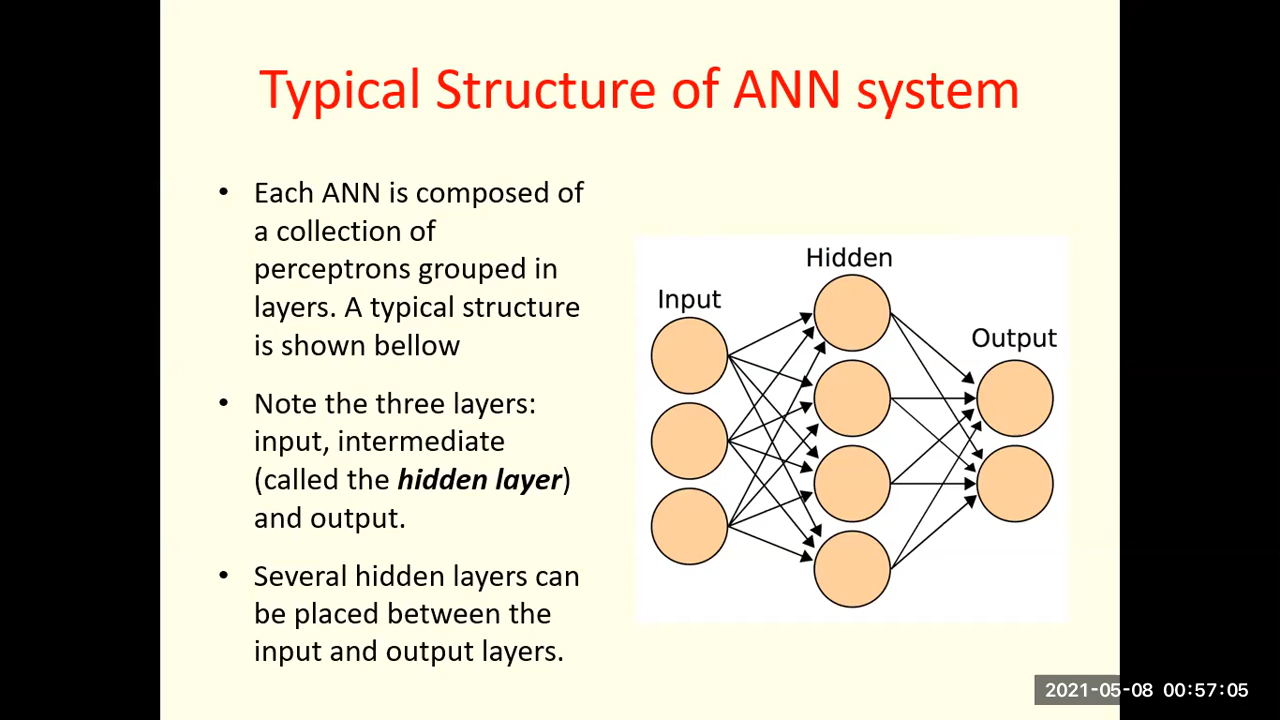 Typical Structure of ANN system
• Each ANN is composed of
a collection of
perceptrons grouped in
layers. A typical structure
is shown bellow
• Note the three layers:
input, intermediate
(called the hidden layer)
and output.
• Several hidden layers can
be placed between the
input and output layers.
Input
Hidden
Output
2021-05-08 00:57:05